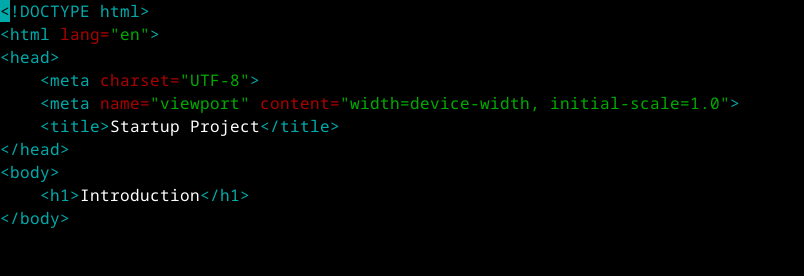 <!DOCTYPE html>
<html lang="en">
<head>
    <meta charset="UTF-8">
    <meta name="viewport" content="width=device-width, initial-scale=1.0">
    <title>Startup Project</title>
</head>
<body>
    <h1>Introduction</h1>
</body>